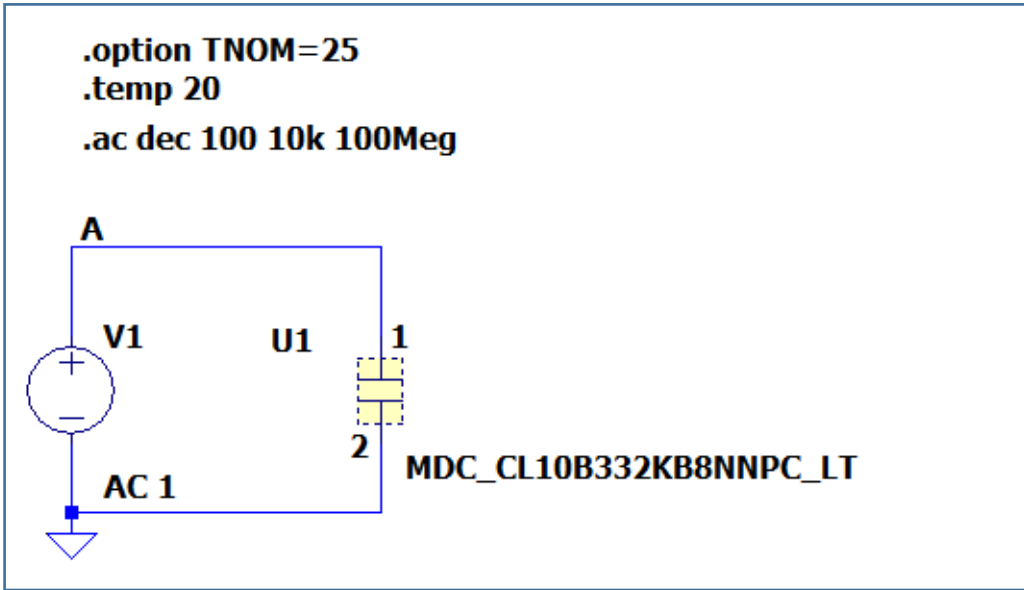 .option TNOM=25
.temp 20
.ac dec 100 10k 100Meg
A
V1
U1
1
2
MDC_CL10B332KB8NNPC_LT
AC 1